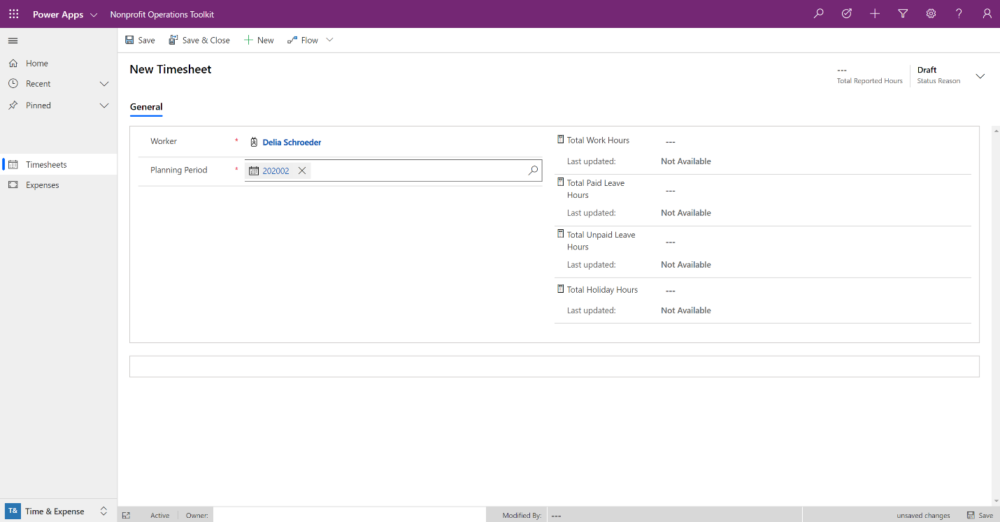 Power Apps
Nonprofit Operations Toolkit
Save
Save & Close
New
Flow
Home
Recent
Pinned
Timesheets
Expenses
New Timesheet
---
Total Reported Hours
Draft
Status Reason
General
Worker * Delia Schroeder
Planning Period * 202002
Total Work Hours ---
Last updated: Not Available
Total Paid Leave
Hours
---
Last updated: Not Available
Total Unpaid Leave
Hours
---
Last updated: Not Available
Total Holiday Hours ---
Last updated: Not Available
T& Time & Expense
Active
Owner:
Modified By: ---
unsaved changes
Save